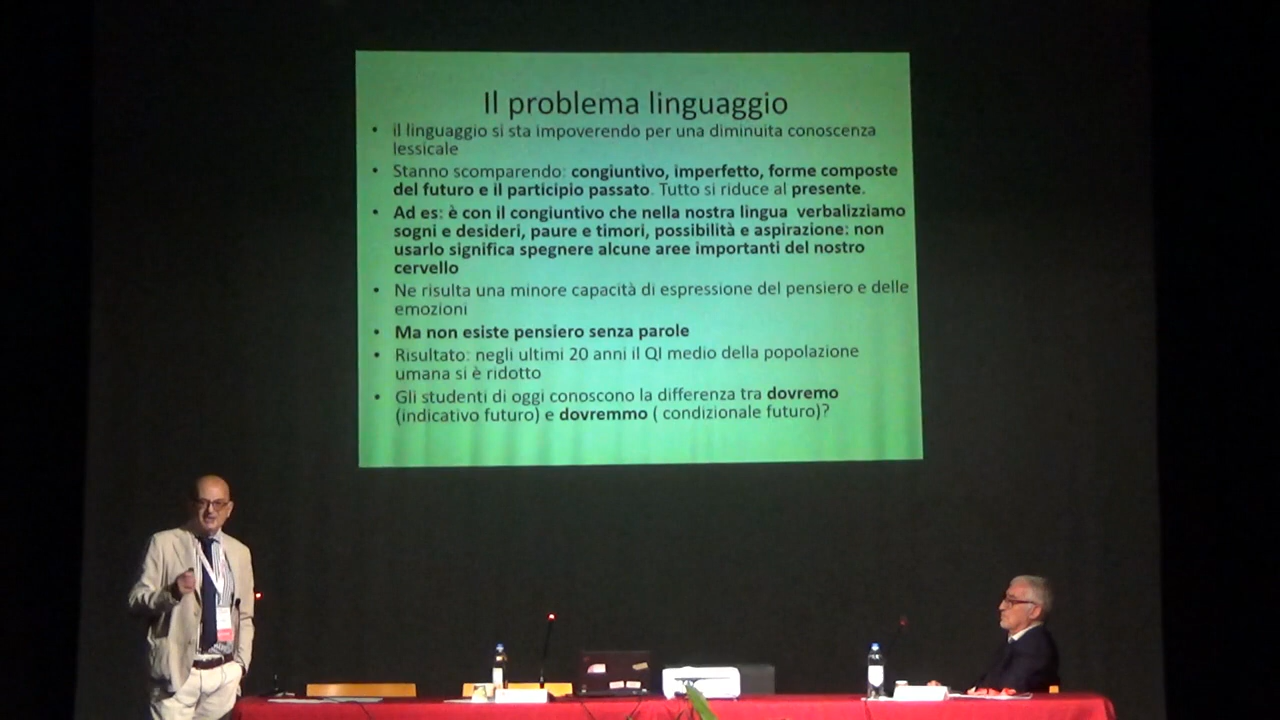 Il problema linguaggio
• il linguaggio si sta impoverendo per una diminuita conoscenza
lessicale
• Stanno scomparendo: congiuntivo, imperfetto, forme composte
del futuro e il participio passato. Tutto si riduce al presente.
• Ad es: è con il congiuntivo che nella nostra lingua verbalizziamo
sogni e desideri, paure e timori, possibilità e aspirazione: non
usarlo significa spegnere alcune aree importanti del nostro
cervello
• Ne risulta una minore capacità di espressione del pensiero e delle
emozioni
• Ma non esiste pensiero senza parole
• Risultato: negli ultimi 20 anni il QI medio della popolazione
umana si è ridotto
• Gli studenti di oggi conoscono la differenza tra dovremo
(indicativo futuro) e dovremmo ( condizionale futuro)?